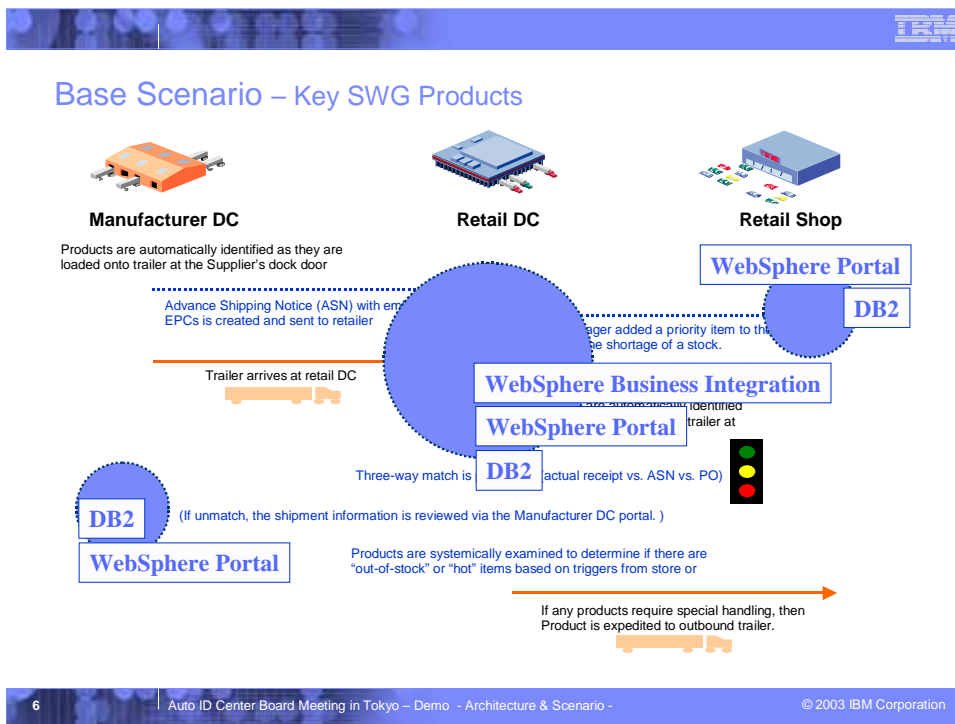 IBM
Base Scenario – Key SWG Products
Manufacturer DC
Retail DC
Retail Shop
Products are automatically identified as they are
loaded onto trailer at the Supplier's dock door
WebSphere Portal
DB2
Advance Shipping Notice (ASN) with
EPCs is created and sent to retailer
added a priority item to
shortage of a stock.
Trailer arrives at retail DC
WebSphere Business Integration
are automatically identified
trailer at
WebSphere Portal
Three-way match is
DB2
actual receipt vs. ASN vs. PO)
DB2
(If unmatch, the shipment information is reviewed via the Manufacturer DC portal. )
WebSphere Portal
Products are systemically examined to determine if there are
“out-of-stock” or “hot” items based on triggers from store or
If any products require special handling, then
Product is expedited to outbound trailer.
6
Auto ID Center Board Meeting in Tokyo – Demo - Architecture & Scenario -
© 2003 IBM Corporation